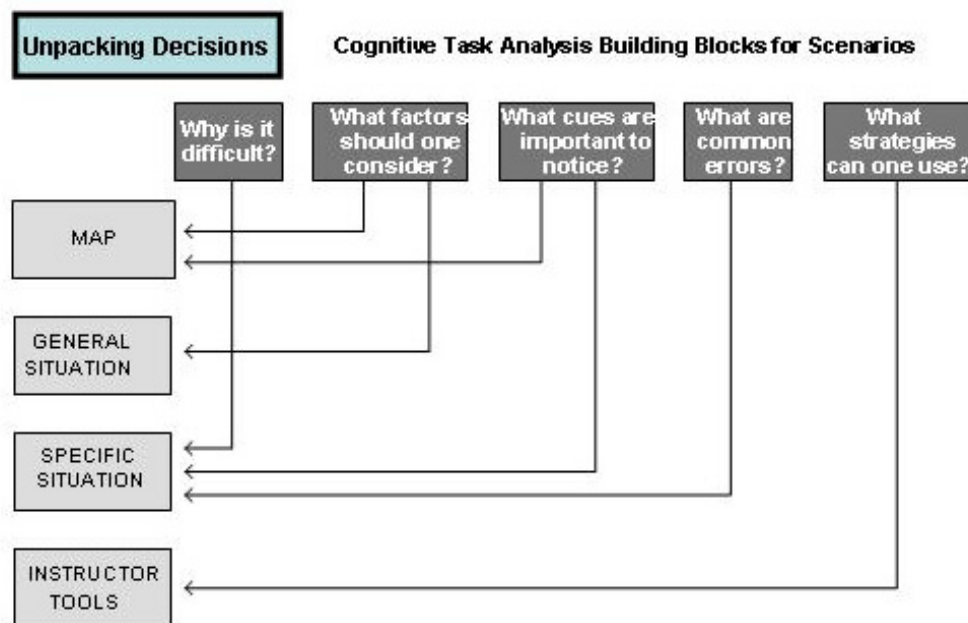 Unpacking Decisions
Cognitive Task Analysis Building Blocks for Scenarios
Why is it
difficult?
What factors
should one
consider?
What cues are
important to
notice?
What are
common
errors?
What
strategies
can one use?
MAP
GENERAL
SITUATION
SPECIFIC
SITUATION
INSTRUCTOR
TOOLS